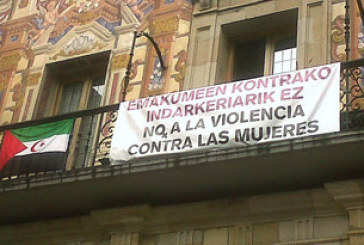 EMAKUMEEN KONTRAKO
INDARKERIARIK EZ
NO A LA VIOLENCIA
CONTRA LAS MUJERES